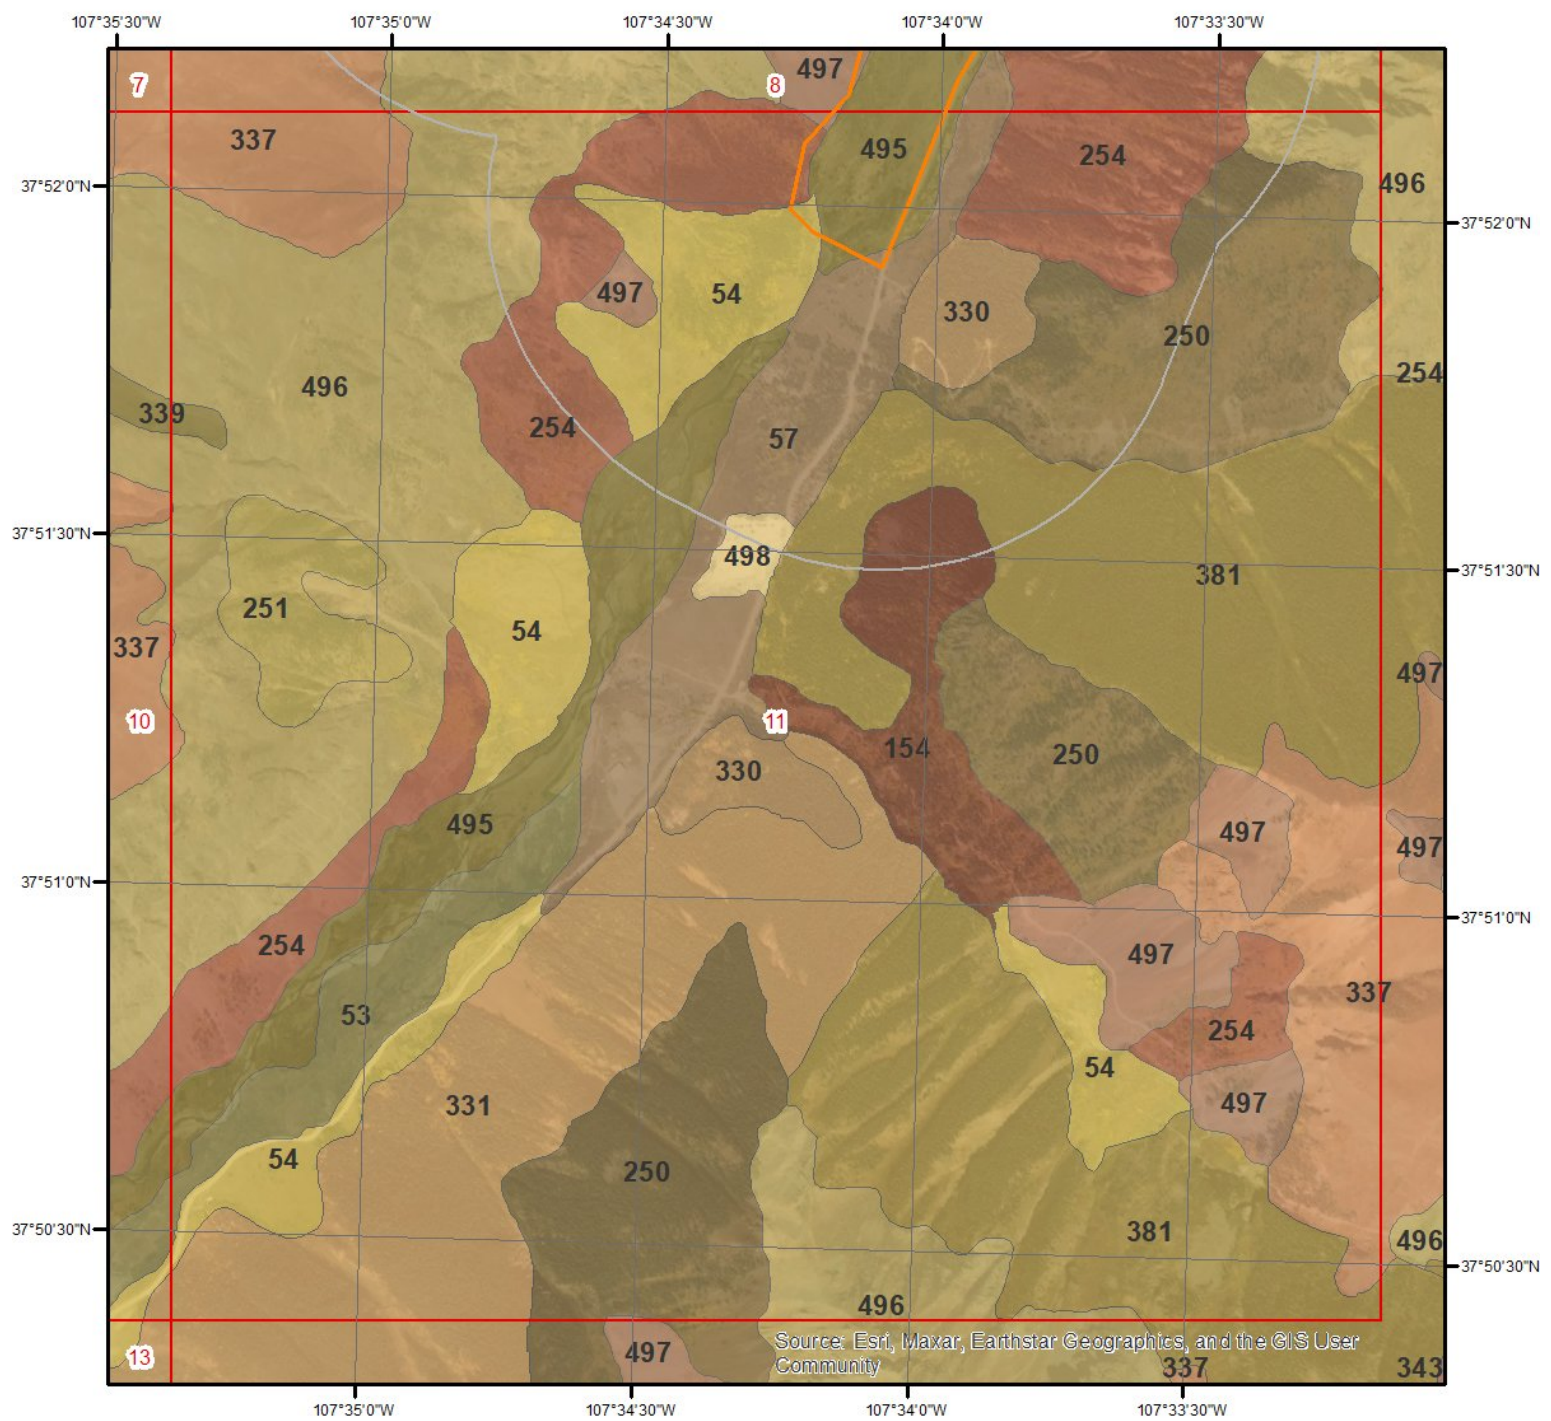 107°35'30"W 107°35'0"W 107°34'30"W 107°34'0"W 107°33'30"W
497
7 8
337 495 254
37°52'0"N 496
37°52'0"N
497 54
330
250
254
496
339
254 57
37°51'30"N
498
37°51'30"N
381
251
54
337
497
10 11
154 250
330
495 497
497
37°51'0"N
37°51'0"N
254 497
337
53 254
54
331 497
54
250
37°50'30"N
381
496
37°50'30"N
496
Source: Esri, Maxar, Earthstar Geographics, and the GIS User
Community
13 497 337 343
107°35'0"W 107°34'30"W 107°34'0"W 107°33'30"W